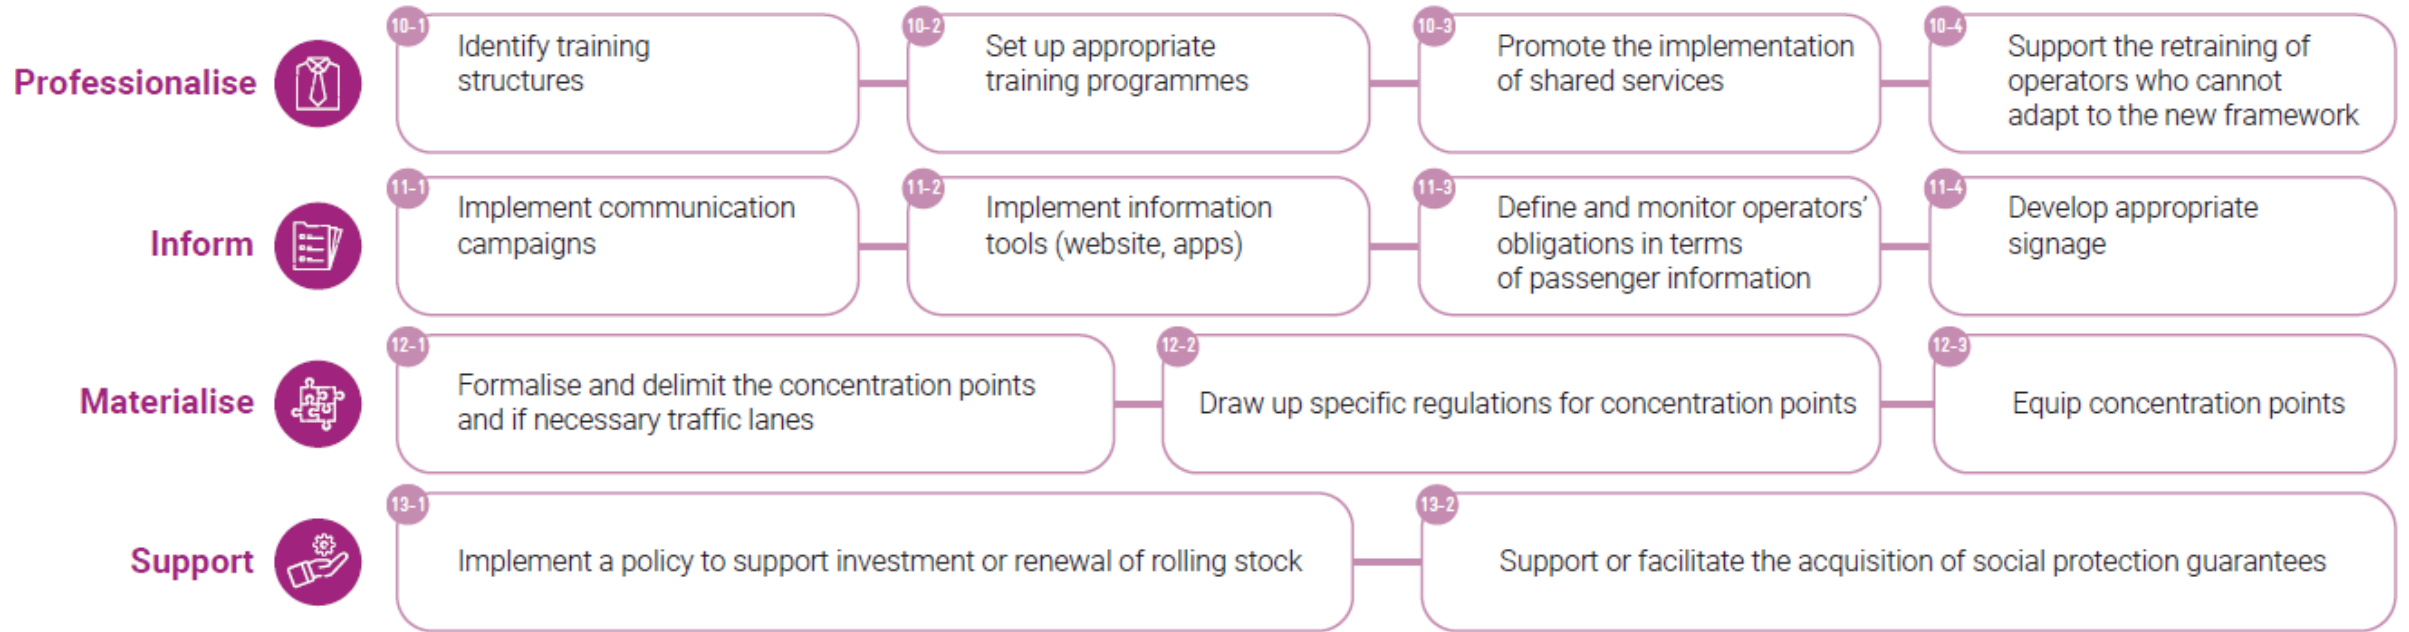 Professionalise
10-1
Identify training
structures
10-2
Set up appropriate
training programmes
10-3
Promote the implementation
of shared services
10-4
Support the retraining of
operators who cannot
adapt to the new framework
Inform
11-1
Implement communication
campaigns
11-2
Implement information
tools (website, apps)
11-3
Define and monitor operators’
obligations in terms
of passenger information
11-4
Develop appropriate
signage
Materialise
12-1
Formalise and delimit the concentration points
and if necessary traffic lanes
12-2
Draw up specific regulations for concentration points
12-3
Equip concentration points
Support
13-1
Implement a policy to support investment or renewal of rolling stock
13-2
Support or facilitate the acquisition of social protection guarantees